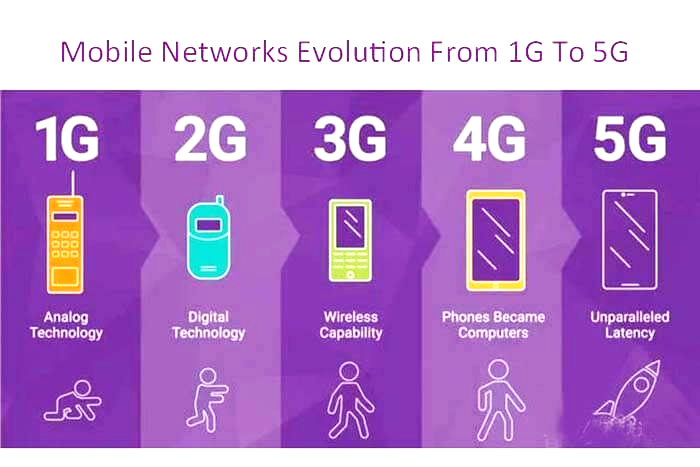 Mobile Networks Evolution From 1G To 5G
1G 2G 3G 4G 5G
Analog
Technology
Digital
Technology
Wireless
Capability
Phones Became
Computers
Unparalleled
Latency